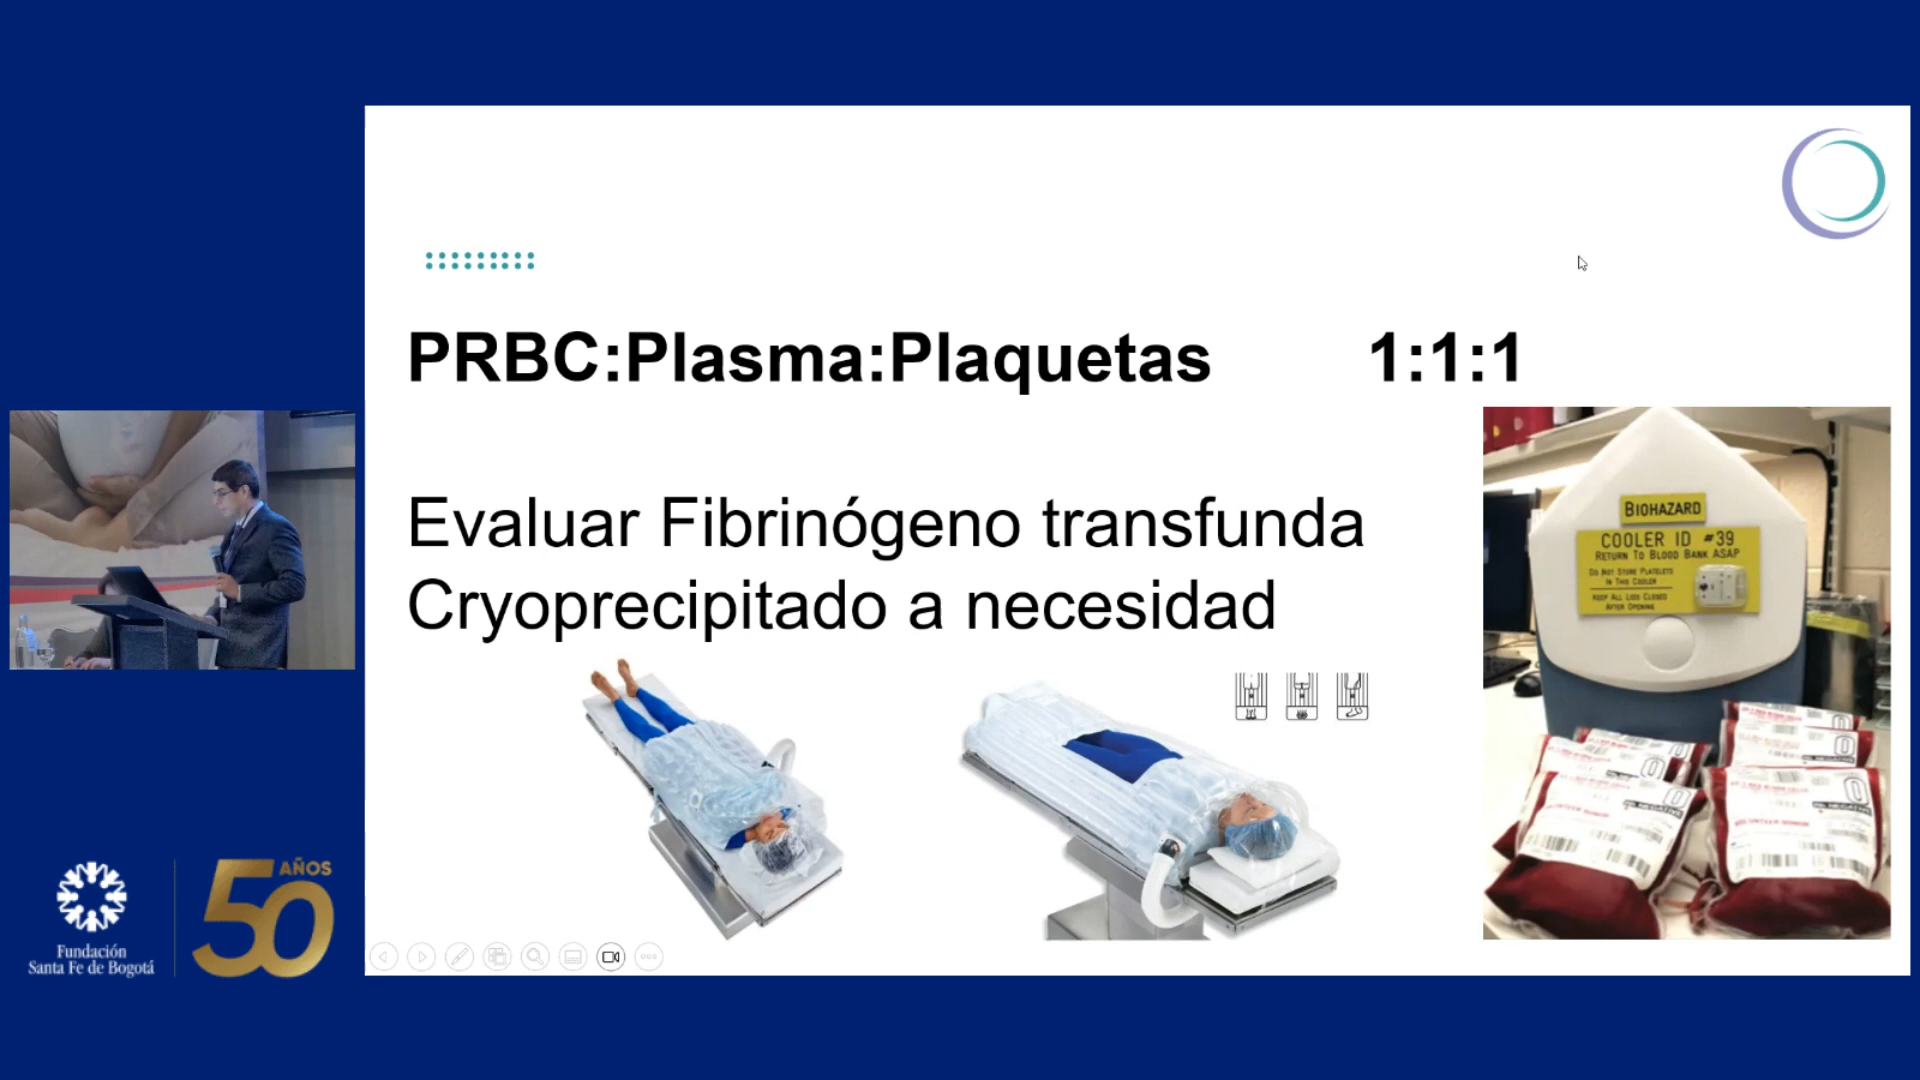 PRBC:Plasma:Plaquetas 1:1:1
Evaluar Fibrinógeno transfunda
Cryoprecipitado a necesidad
BIOHAZARD
COOLER ID #39
RETURN TO BLOOD BANK ASAP
DO NOT STORE PLATELETS
IN THIS COOLER
KEEP ALL LIDS CLOSED
AFTER OPENING
Fundación
Santa Fe de Bogotá
50 AÑOS